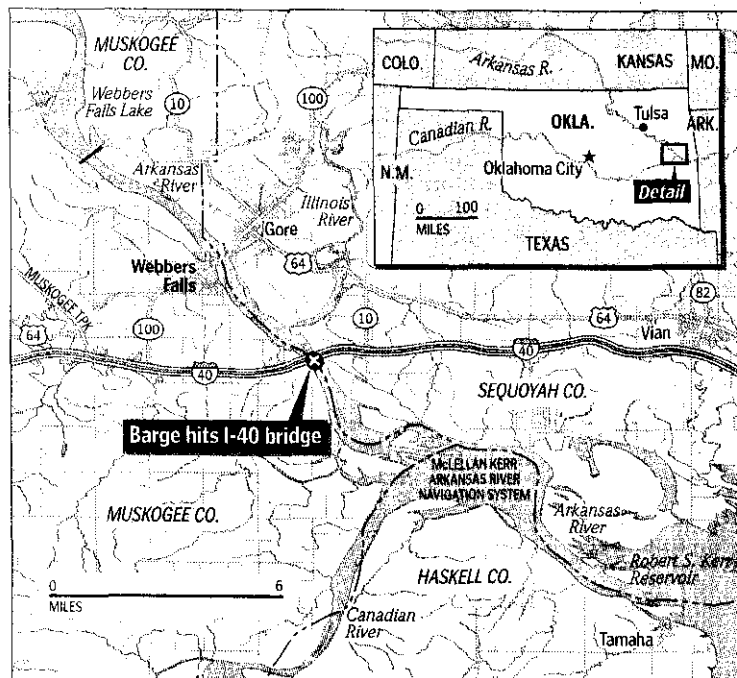 MUSKOGEE
CO.
Webbers
Falls Lake
10
100
Arkansas
River
Illinois
River
Gore
64
Webbers
Falls
MUSKOGEE TPK
64
100
10
40
40
64
82
Vian
SEQUOYAH CO.
Barge hits I-40 bridge
McLELLAN KERR
ARKANSAS RIVER
NAVIGATION SYSTEM
MUSKOGEE CO.
Arkansas
River
Robert S. Kerr
Reservoir
HASKELL CO.
0 6
MILES
Canadian
River
Tamaha
COLO.
Arkansas R.
KANSAS
MO.
Canadian R.
OKLA.
Tulsa
ARK.
N.M.
Oklahoma City
Detail
0 100
MILES
TEXAS